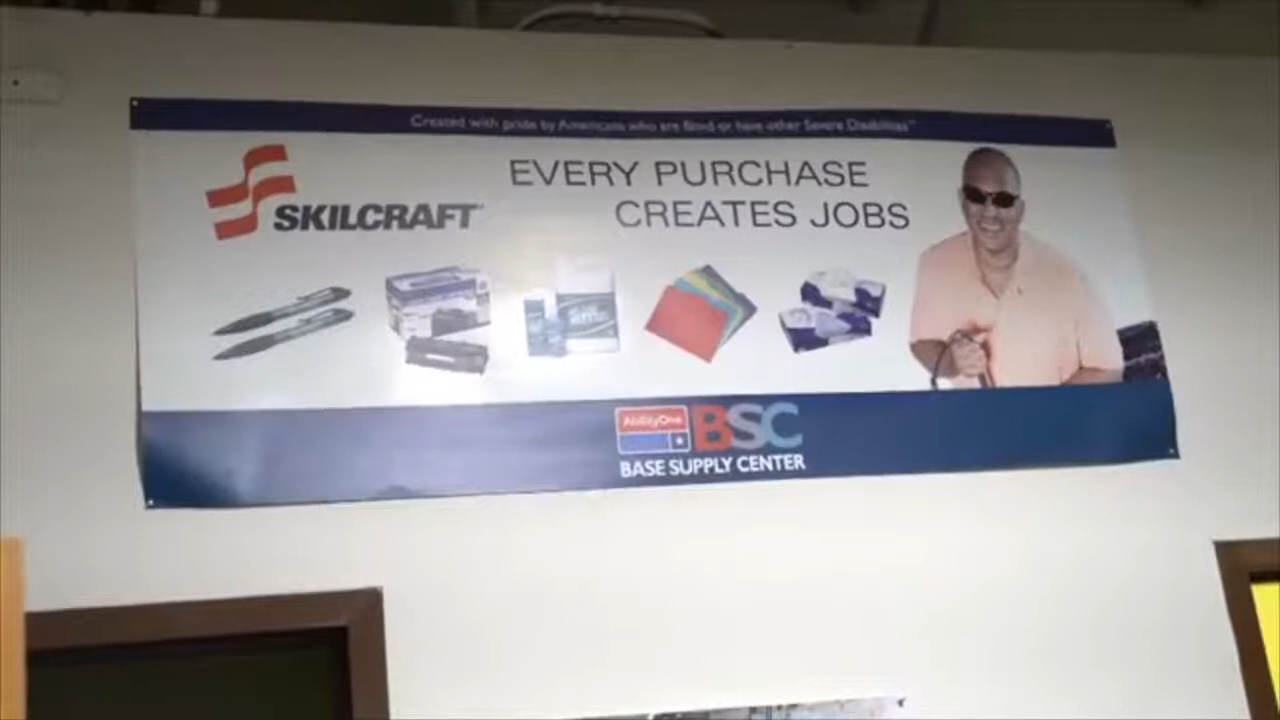 Created with pride by Americans who are Blind or have other Severe Disabilities™
SKILCRAFT
EVERY PURCHASE
CREATES JOBS
AbilityOne
BSC
BASE SUPPLY CENTER